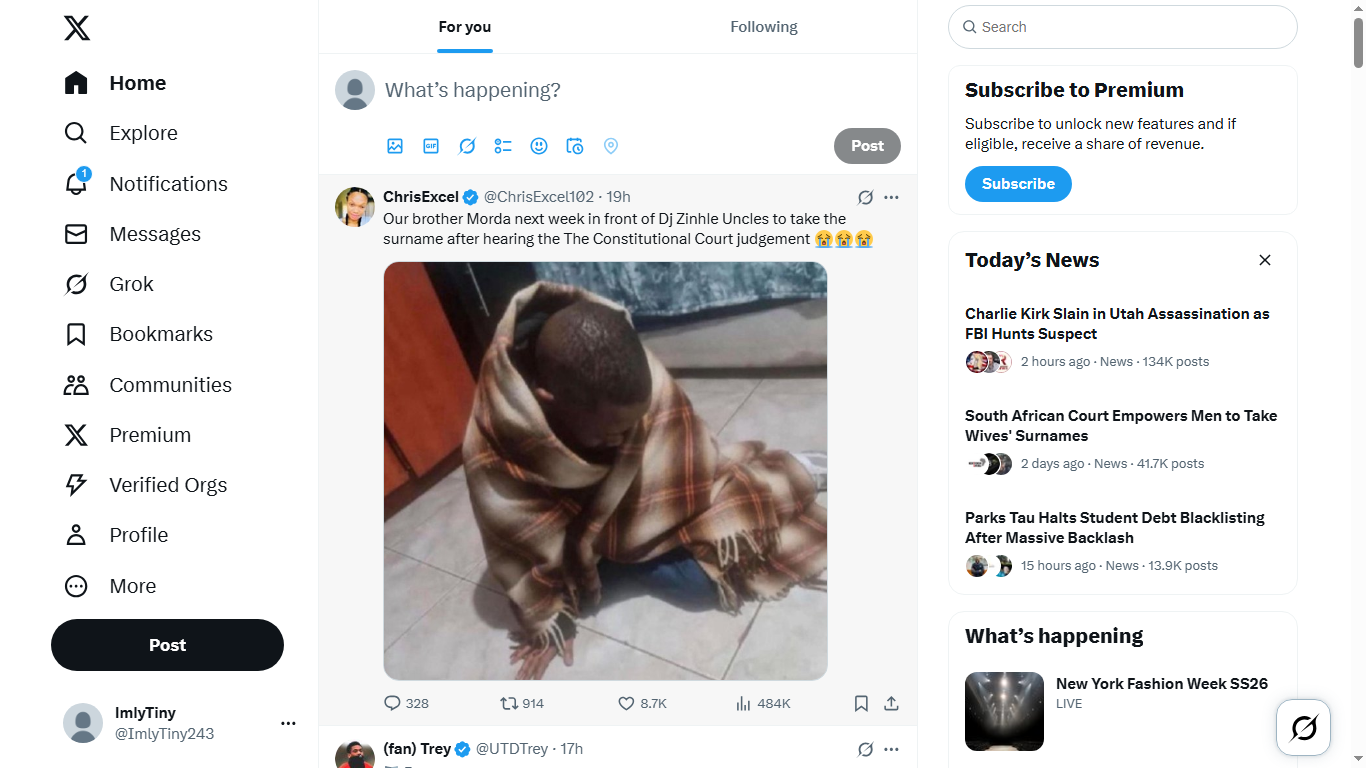 Home
Explore
1
Notifications
Messages
Grok
Bookmarks
Communities
Premium
Verified Orgs
Profile
More
Post
ImlyTiny
@ImlyTiny243
For you
Following
What's happening?
GIF
Post
ChrisExcel @ChrisExcel102 · 19h
Our brother Morda next week in front of Dj Zinhle Uncles to take the
surname after hearing the The Constitutional Court judgement 😭😭😭
328 914 8.7K 484K
(fan) Trey @UTDTrey · 17h
Search
Subscribe to Premium
Subscribe to unlock new features and if
eligible, receive a share of revenue.
Subscribe
Today's News
Charlie Kirk Slain in Utah Assassination as
FBI Hunts Suspect
2 hours ago · News · 134K posts
South African Court Empowers Men to Take
Wives' Surnames
2 days ago · News · 41.7K posts
Parks Tau Halts Student Debt Blacklisting
After Massive Backlash
15 hours ago · News · 13.9K posts
What's happening
New York Fashion Week SS26
LIVE